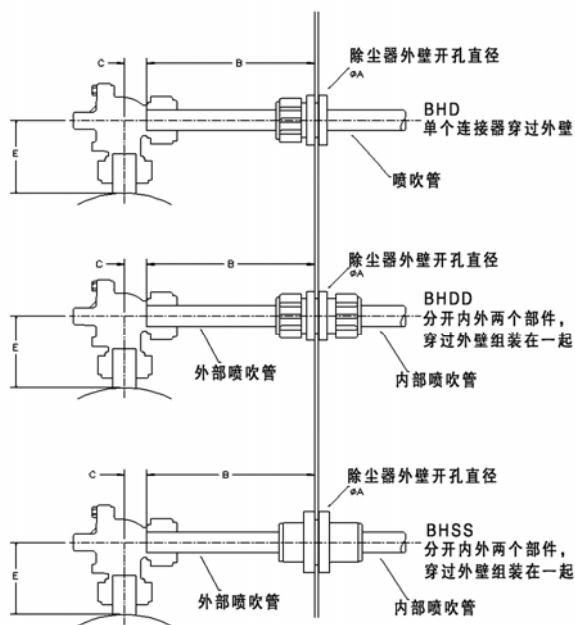 C
B
除尘器外壁开孔直径
øA
BHD
单个连接器穿过外壁
E
喷吹管
C
B
除尘器外壁开孔直径
øA
BHDD
分开内外两个部件，
穿过外壁组装在一起
E
外部喷吹管
内部喷吹管
C
B
除尘器外壁开孔直径
øA
BHSS
分开内外两个部件，
穿过外壁组装在一起
E
外部喷吹管
内部喷吹管